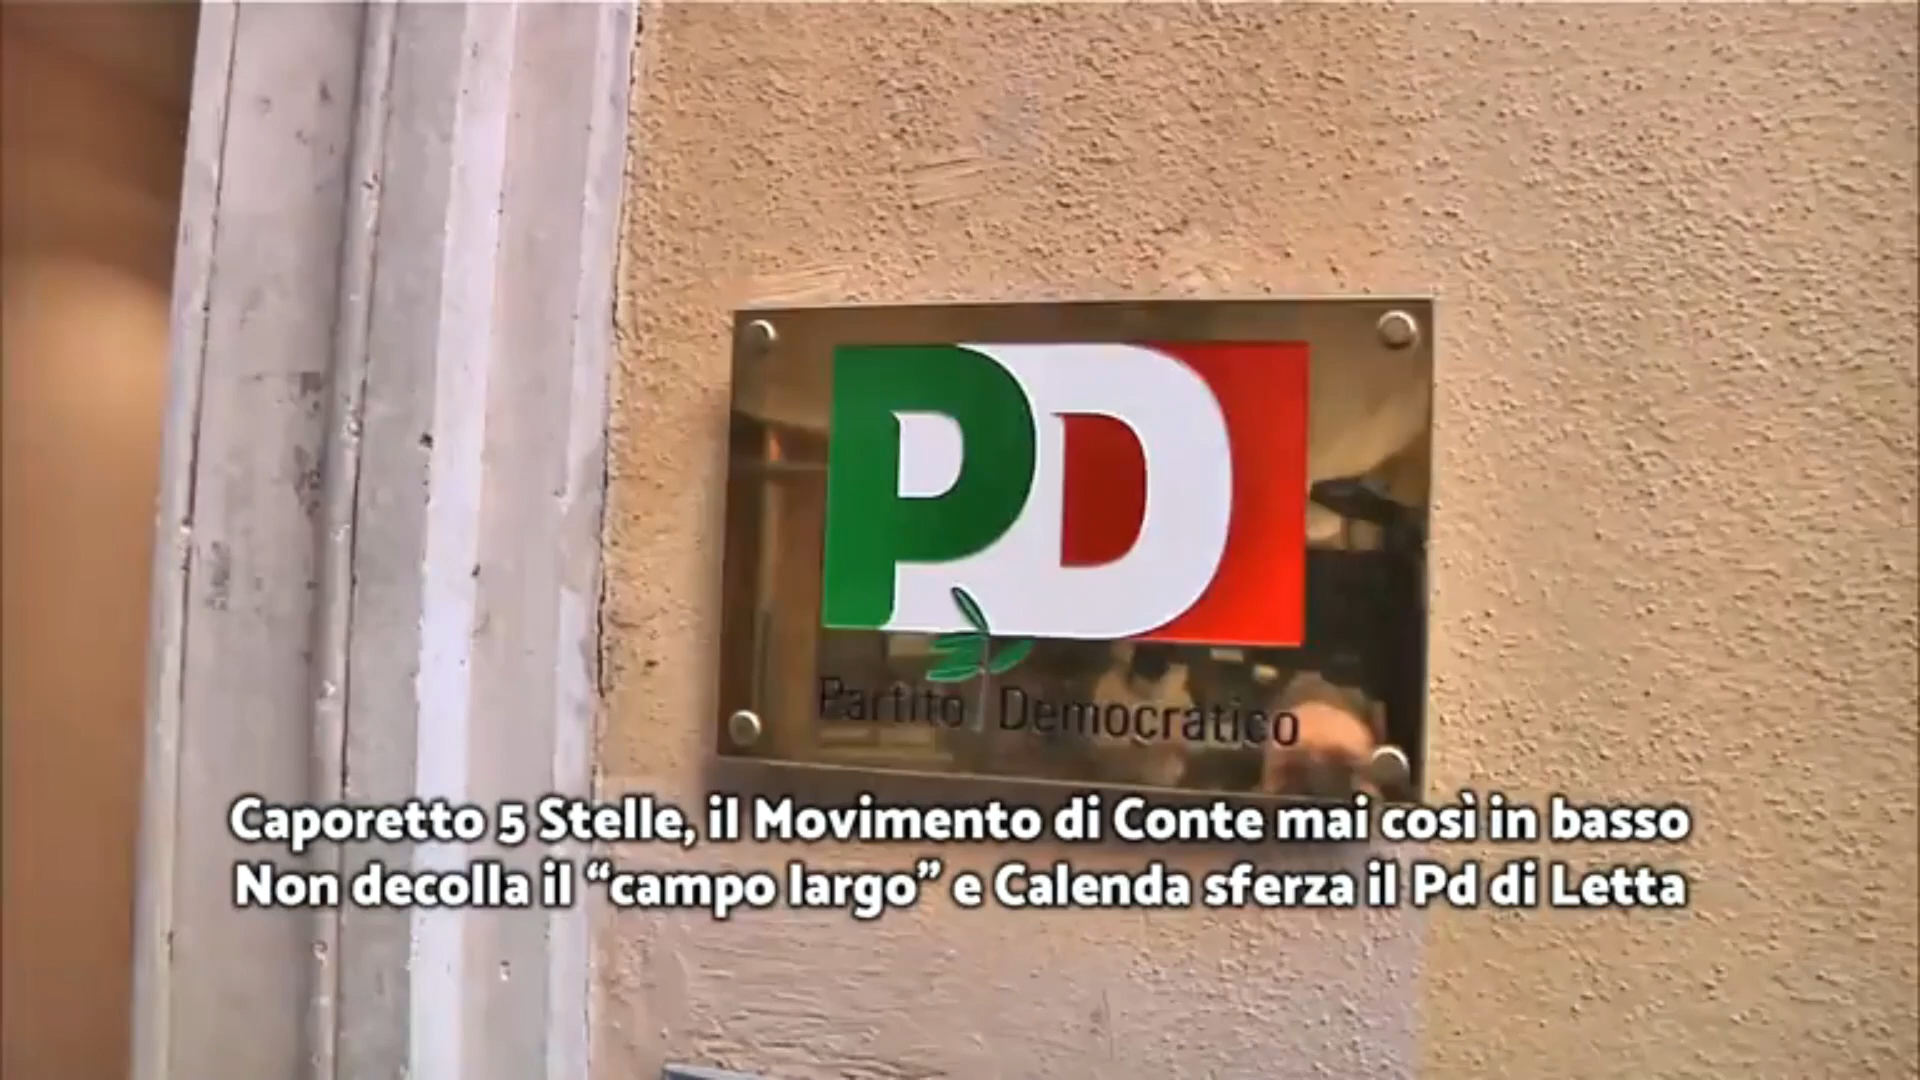 PD
Partito Democratico
Caporetto 5 Stelle, il Movimento di Conte mai così in basso
Non decolla il “campo largo” e Calenda sferza il Pd di Letta